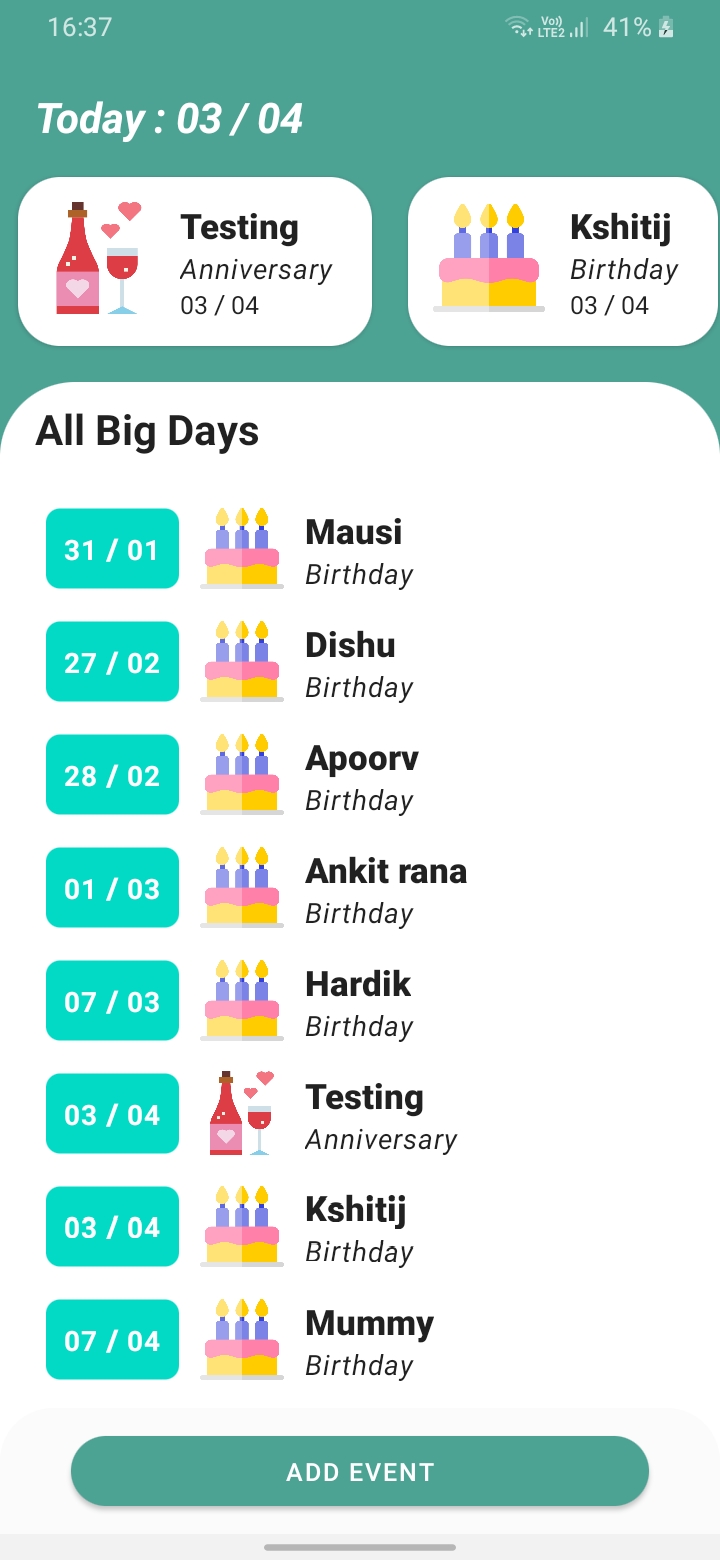 16:37
Vo))
LTE2
41%
Today : 03 / 04
Testing
Anniversary
03 / 04
Kshitij
Birthday
03 / 04
All Big Days
31 / 01
Mausi
Birthday
27 / 02
Dishu
Birthday
28 / 02
Apoorv
Birthday
01 / 03
Ankit rana
Birthday
07 / 03
Hardik
Birthday
03 / 04
Testing
Anniversary
03 / 04
Kshitij
Birthday
07 / 04
Mummy
Birthday
ADD EVENT